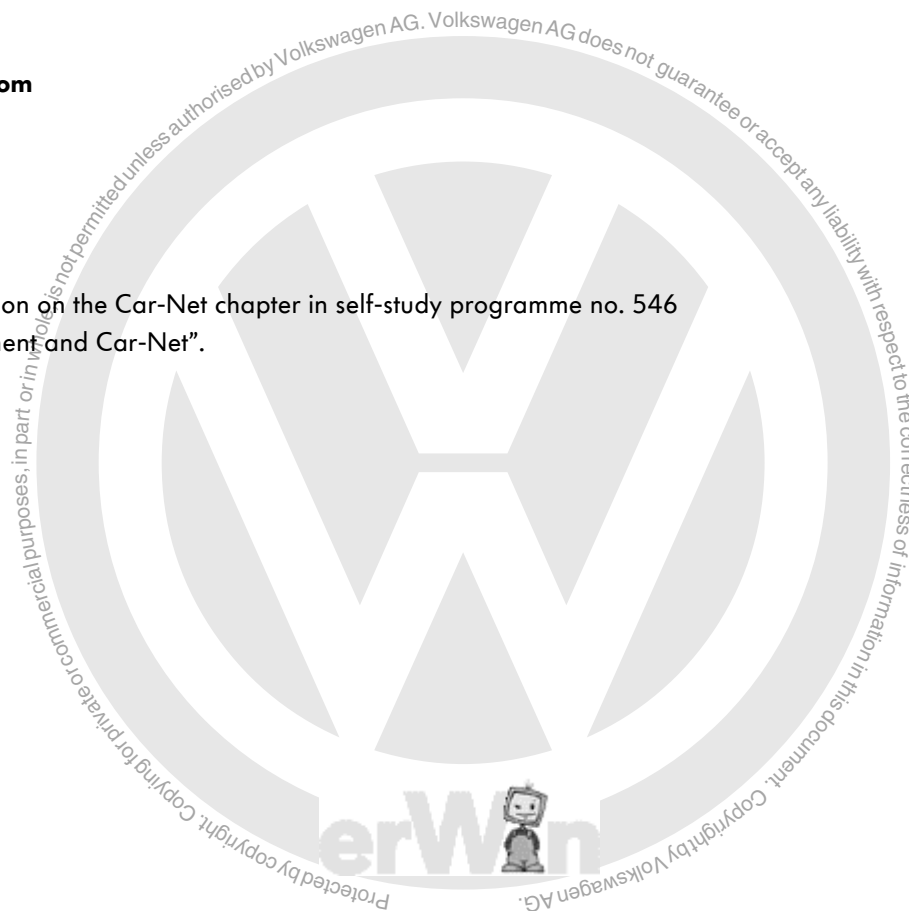 om
on on the Car-Net chapter in self-study programme no. 546
ent and Car-Net”.
Protected by copyright. Copying for private or commercial purposes, in part or in whole, is not permitted unless authorised by Volkswagen AG. Volkswagen AG does not guarantee or accept any liability with respect to the correctness of information in this document. Copyright by Volkswagen AG.
erWin